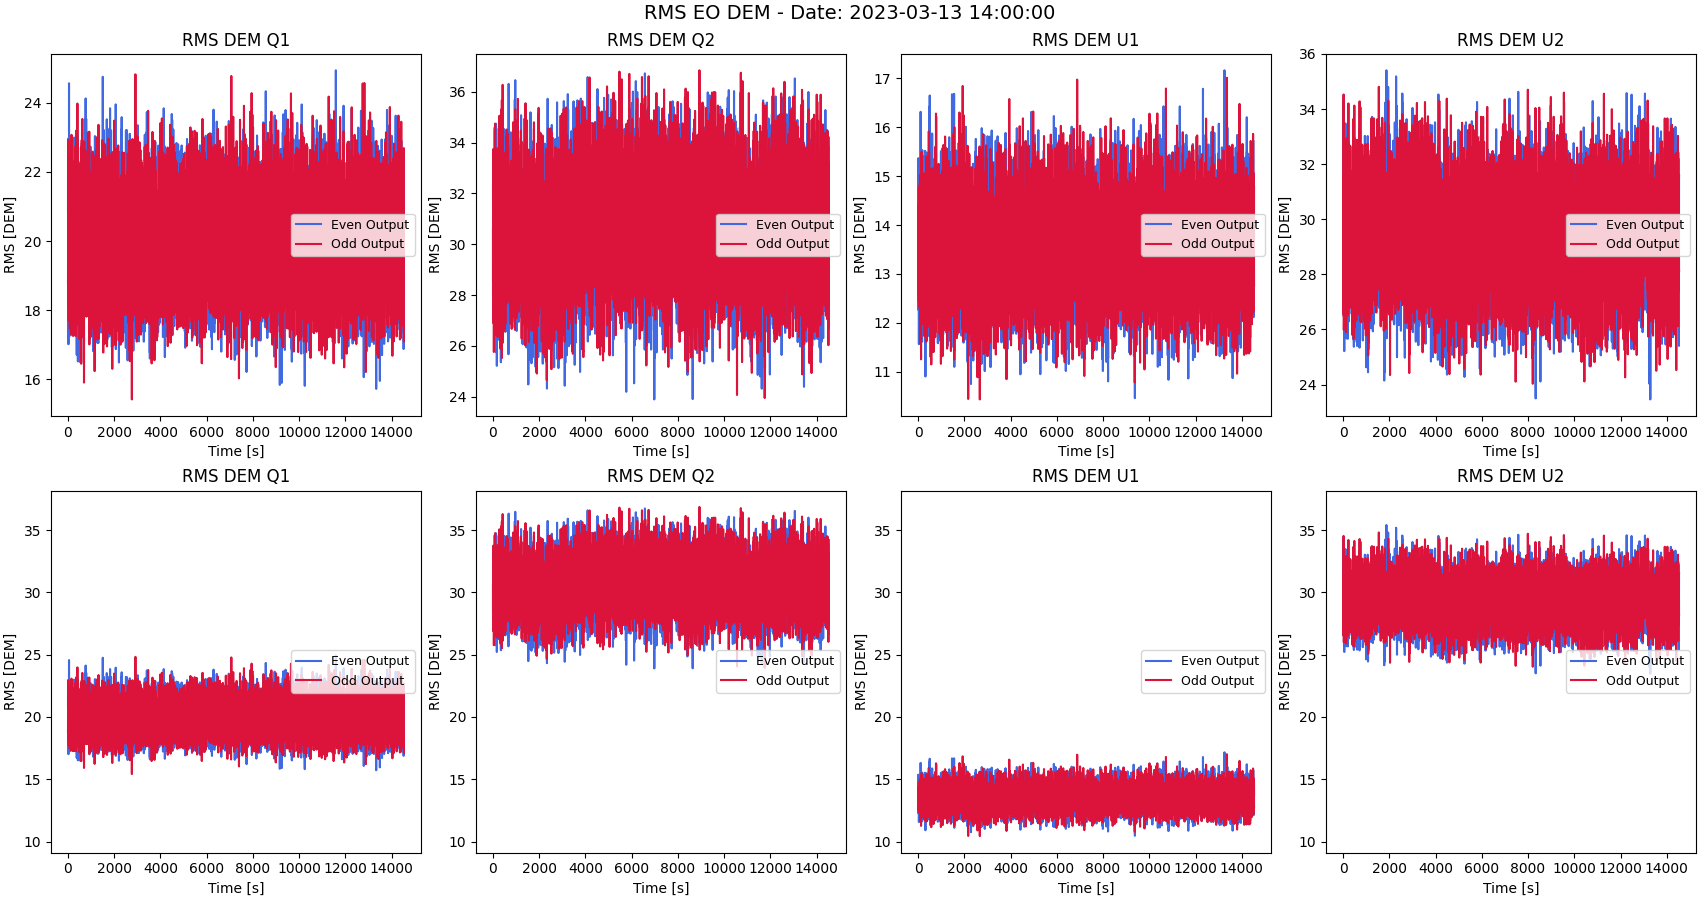 RMS EO DEM - Date: 2023-03-13 14:00:00
RMS DEM Q1
RMS [DEM]
24
22
20
18
16
Even Output
Odd Output
0 2000 4000 6000 8000 10000 12000 14000
Time [s]
RMS DEM Q2
RMS [DEM]
36
34
32
30
28
26
24
Even Output
Odd Output
0 2000 4000 6000 8000 10000 12000 14000
Time [s]
RMS DEM U1
RMS [DEM]
17
16
15
14
13
12
11
Even Output
Odd Output
0 2000 4000 6000 8000 10000 12000 14000
Time [s]
RMS DEM U2
RMS [DEM]
36
34
32
30
28
26
24
Even Output
Odd Output
0 2000 4000 6000 8000 10000 12000 14000
Time [s]
RMS DEM Q1
RMS [DEM]
35
30
25
20
15
10
Even Output
Odd Output
0 2000 4000 6000 8000 10000 12000 14000
Time [s]
RMS DEM Q2
RMS [DEM]
35
30
25
20
15
10
Even Output
Odd Output
0 2000 4000 6000 8000 10000 12000 14000
Time [s]
RMS DEM U1
RMS [DEM]
35
30
25
20
15
10
Even Output
Odd Output
0 2000 4000 6000 8000 10000 12000 14000
Time [s]
RMS DEM U2
RMS [DEM]
35
30
25
20
15
10
Even Output
Odd Output
0 2000 4000 6000 8000 10000 12000 14000
Time [s]